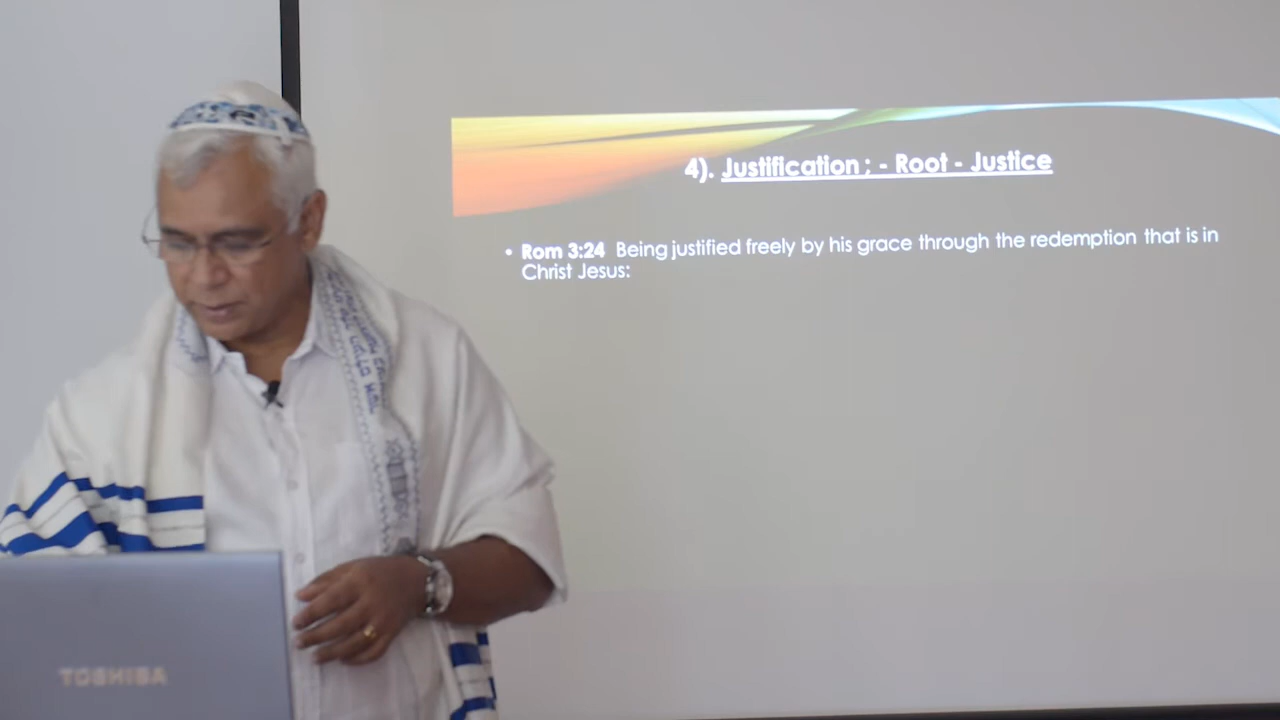 4). Justification ; - Root - Justice
• Rom 3:24 Being justified freely by his grace through the redemption that is in
Christ Jesus:
TOSHIBA